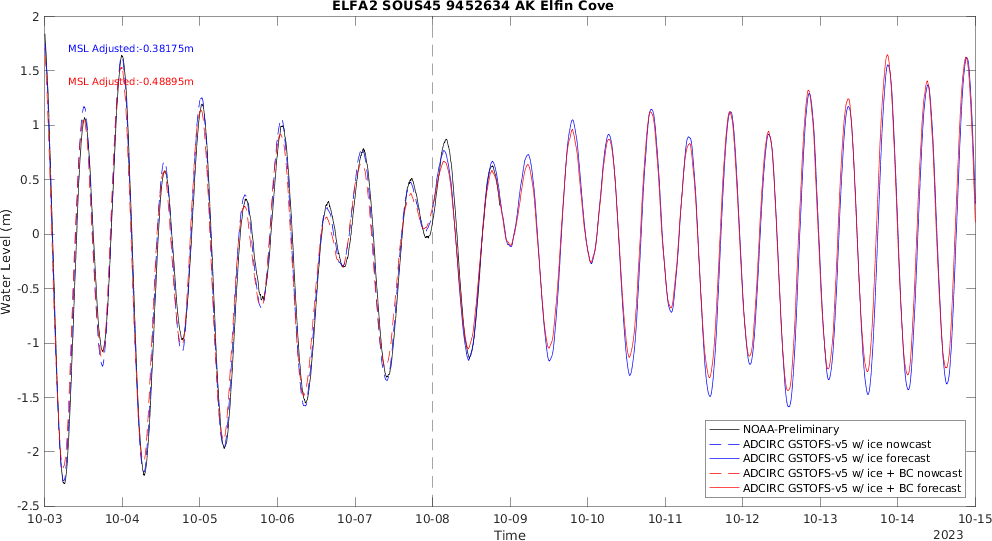 ELFA2 SOUS45 9452634 AK Elfin Cove
MSL Adjusted:-0.38175m
MSL Adjusted:-0.48895m
Water Level (m)
2
1.5
1
0.5
0
-0.5
-1
-1.5
-2
-2.5
NOAA-Preliminary
ADCIRC GSTOFS-v5 w/ ice nowcast
ADCIRC GSTOFS-v5 w/ ice forecast
ADCIRC GSTOFS-v5 w/ ice + BC nowcast
ADCIRC GSTOFS-v5 w/ ice + BC forecast
10-03 10-04 10-05 10-06 10-07 10-08 10-09 10-10 10-11 10-12 10-13 10-14 10-15
Time
2023